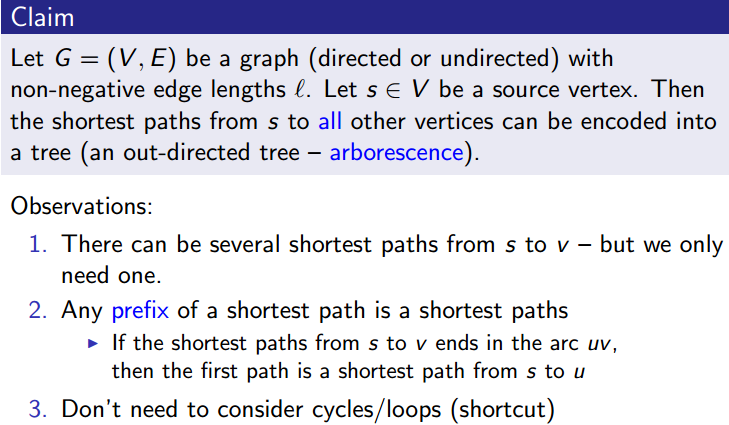 Claim
Let G = (V, E) be a graph (directed or undirected) with
non-negative edge lengths ℓ. Let s ∈ V be a source vertex. Then
the shortest paths from s to all other vertices can be encoded into
a tree (an out-directed tree – arborescence).
Observations:
1. There can be several shortest paths from s to v – but we only
need one.
2. Any prefix of a shortest path is a shortest paths
▶ If the shortest paths from s to v ends in the arc uv,
then the first path is a shortest path from s to u
3. Don't need to consider cycles/loops (shortcut)